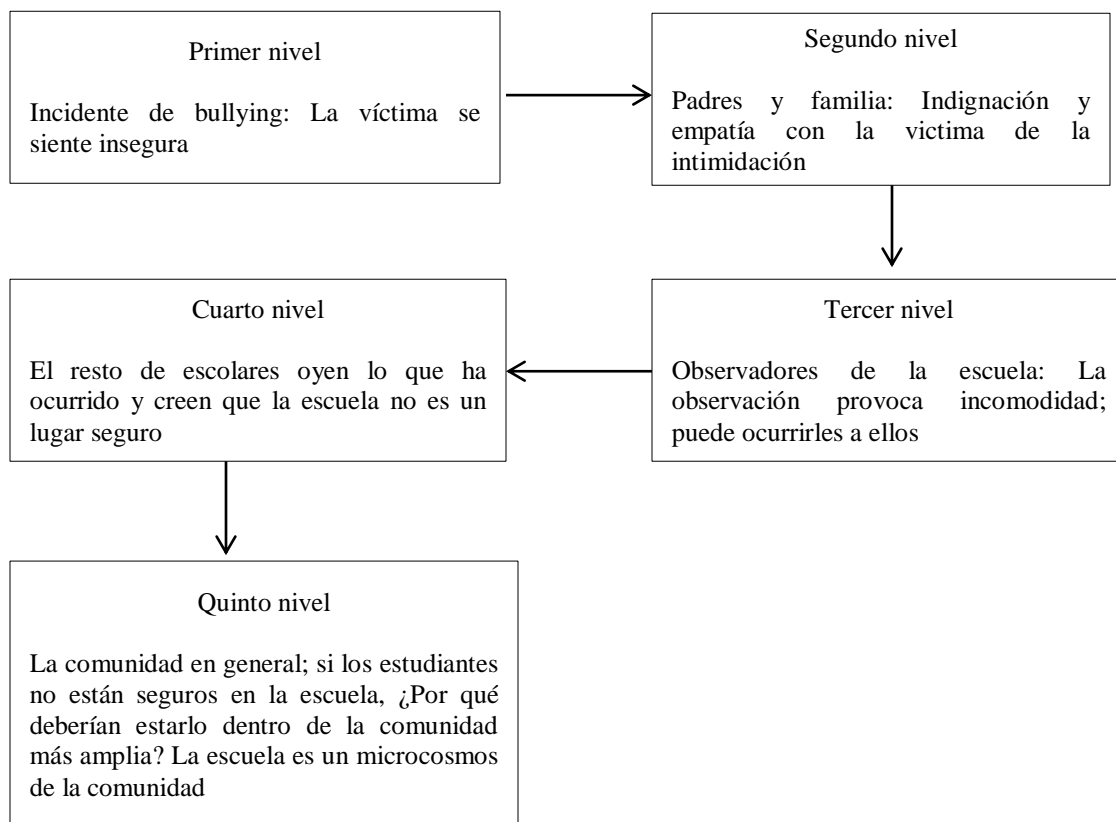 Primer nivel
Incidente de bullying: La víctima se
siente insegura
Segundo nivel
Padres y familia: Indignación y
empatía con la victima de la
intimidación
Tercer nivel
Observadores de la escuela: La
observación provoca incomodidad;
puede ocurrirles a ellos
Cuarto nivel
El resto de escolares oyen lo que ha
ocurrido y creen que la escuela no es un
lugar seguro
Quinto nivel
La comunidad en general; si los estudiantes
no están seguros en la escuela, ¿Por qué
deberían estarlo dentro de la comunidad
más amplia? La escuela es un microcosmos
de la comunidad